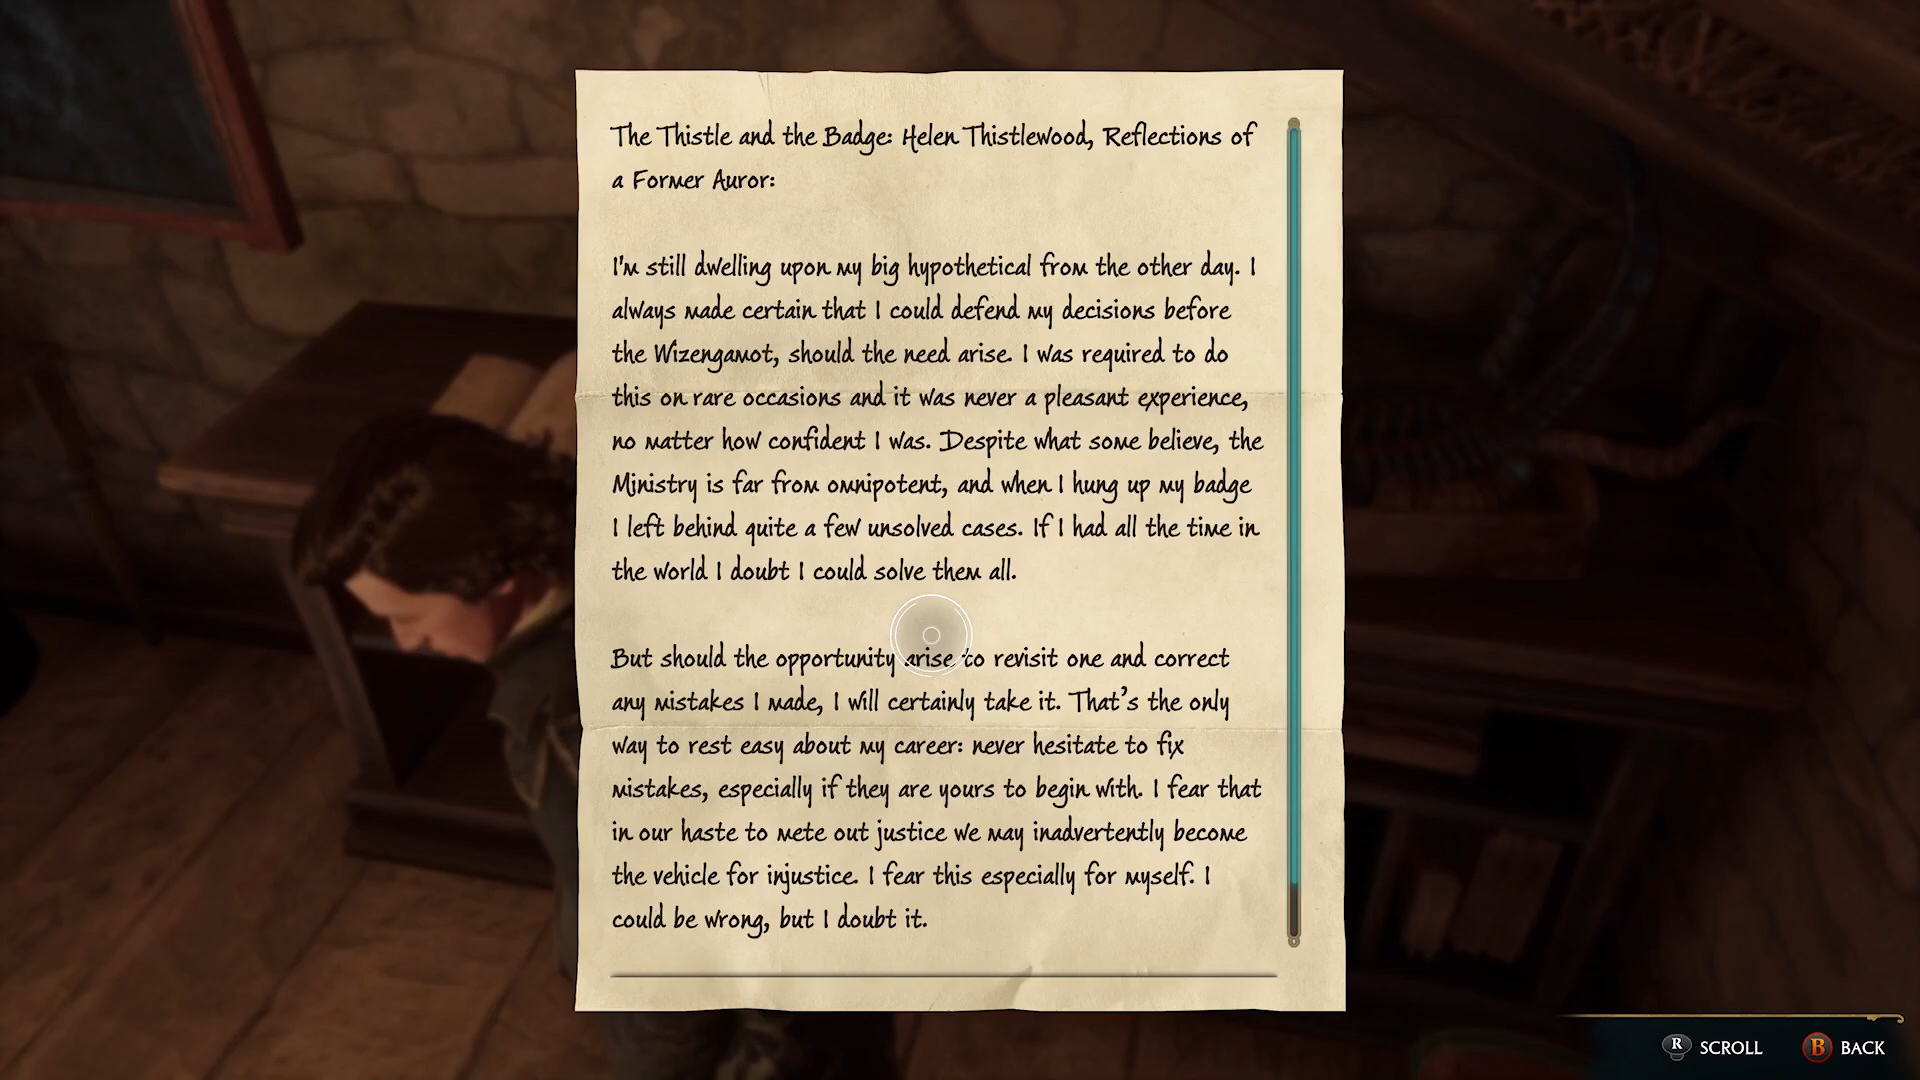 The Thistle and the Badge: Helen Thistlewood, Reflections of
a Former Auror:
I'm still dwelling upon my big hypothetical from the other day. I
always made certain that I could defend my decisions before
the Wizengamot, should the need arise. I was required to do
this on rare occasions and it was never a pleasant experience,
no matter how confident I was. Despite what some believe, the
Ministry is far from omnipotent, and when I hung up my badge
I left behind quite a few unsolved cases. If I had all the time in
the world I doubt I could solve them all.
But should the opportunity arise to revisit one and correct
any mistakes I made, I will certainly take it. That's the only
way to rest easy about my career: never hesitate to fix
mistakes, especially if they are yours to begin with. I fear that
in our haste to mete out justice we may inadvertently become
the vehicle for injustice. I fear this especially for myself. I
could be wrong, but I doubt it.
R SCROLL B BACK